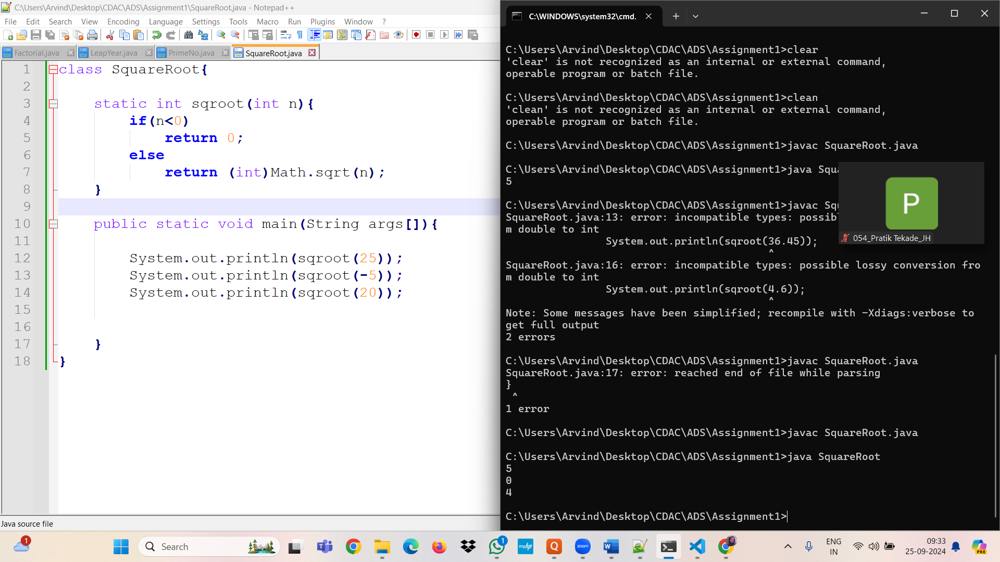 C:\Users\Arvind\Desktop\CDAC\ADS\Assignment1\SquareRoot.java - Notepad++
File Edit Search View Encoding Language Settings Tools Macro Run Plugins Window ?
Factorial.java LeapYear.java PrimeNo.java SquareRoot.java
1 class SquareRoot{
2
3 static int sqroot(int n){
4 if(n<0)
5 return 0;
6 else
7 return (int)Math.sqrt(n);
8 }
9
10 public static void main(String args[]){
11
12 System.out.println(sqroot(25));
13 System.out.println(sqroot(-5));
14 System.out.println(sqroot(20));
15
16
17 }
18 }
Java source file
C:\WINDOWS\system32\cmd.
C:\Users\Arvind\Desktop\CDAC\ADS\Assignment1>clear
'clear' is not recognized as an internal or external command,
operable program or batch file.
C:\Users\Arvind\Desktop\CDAC\ADS\Assignment1>clean
'clean' is not recognized as an internal or external command,
operable program or batch file.
C:\Users\Arvind\Desktop\CDAC\ADS\Assignment1>javac SquareRoot.java
C:\Users\Arvind\Desktop\CDAC\ADS\Assignment1>java Squa
5
C:\Users\Arvind\Desktop\CDAC\ADS\Assignment1>javac Sq
SquareRoot.java:13: error: incompatible types: possib
m double to int
System.out.println(sqroot(36.45));
^
SquareRoot.java:16: error: incompatible types: possible lossy conversion fro
m double to int
System.out.println(sqroot(4.6));
^
Note: Some messages have been simplified; recompile with -Xdiags:verbose to
get full output
2 errors
C:\Users\Arvind\Desktop\CDAC\ADS\Assignment1>javac SquareRoot.java
SquareRoot.java:17: error: reached end of file while parsing
}
^
1 error
C:\Users\Arvind\Desktop\CDAC\ADS\Assignment1>javac SquareRoot.java
C:\Users\Arvind\Desktop\CDAC\ADS\Assignment1>java SquareRoot
5
0
4
C:\Users\Arvind\Desktop\CDAC\ADS\Assignment1>
P
054_Pratik Tekade_JH
1
Search
1
myhp
Q
zoom
W
ENG
IN
09:33
25-09-2024
PRE